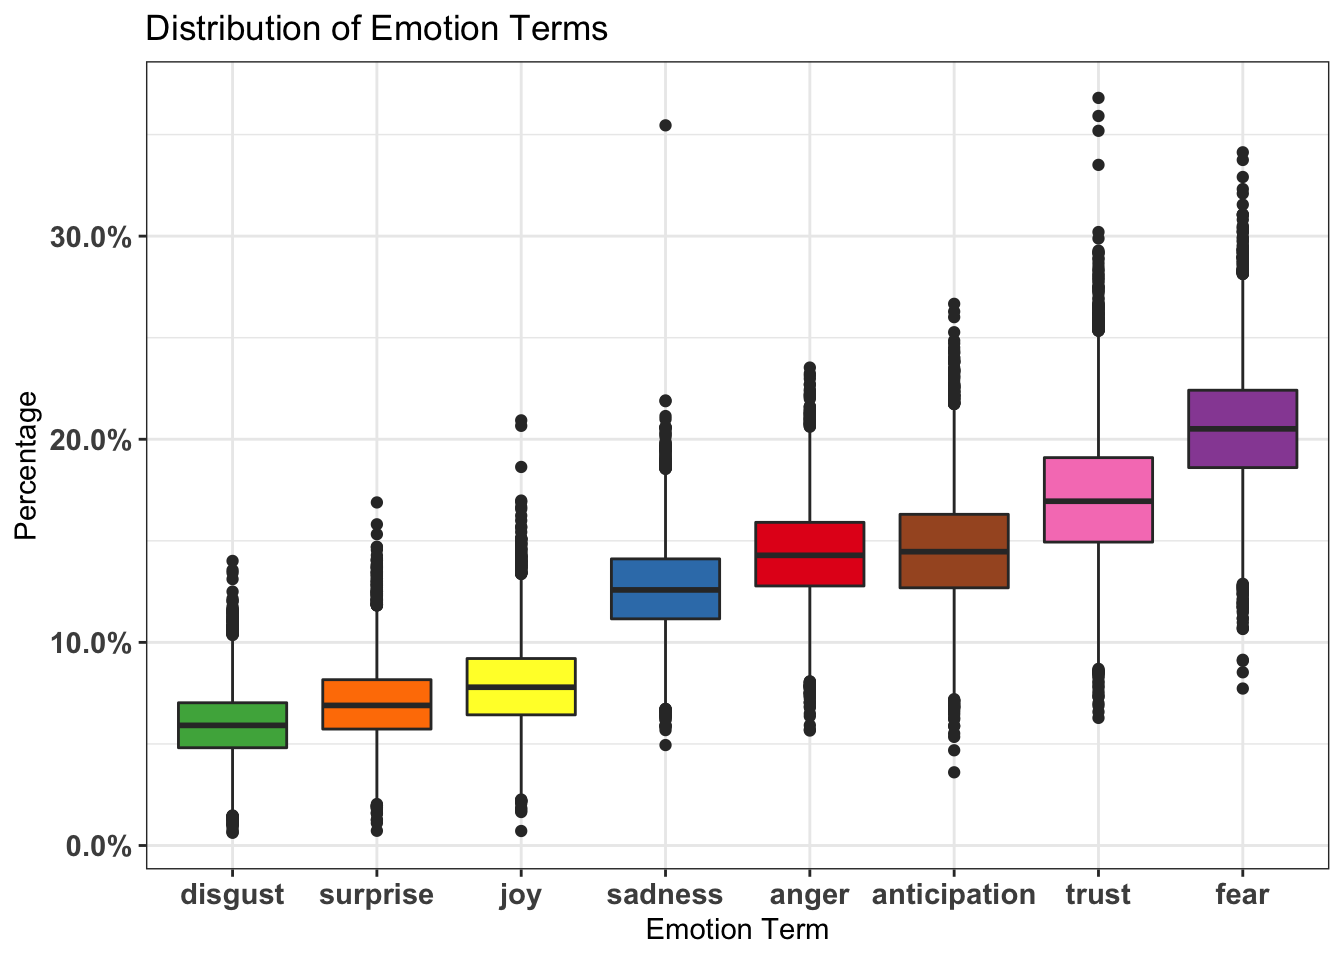 Distribution of Emotion Terms
Percentage
30.0%
20.0%
10.0%
0.0%
disgust surprise joy sadness anger anticipation trust fear
Emotion Term